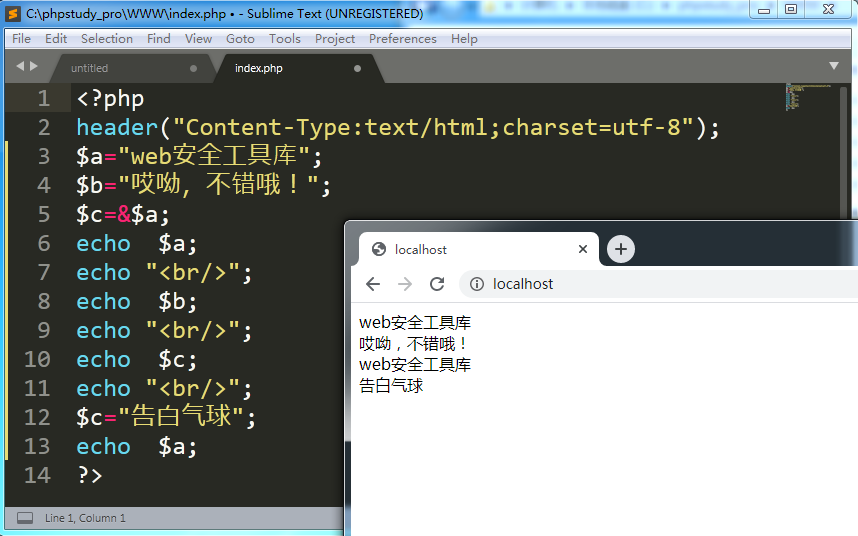 C:\phpstudy_pro\WWW\index.php • - Sublime Text (UNREGISTERED)
File Edit Selection Find View Goto Tools Project Preferences Help
untitled index.php
1 <?php
2 header("Content-Type:text/html;charset=utf-8");
3 $a="web安全工具库";
4 $b="哎呦，不错哦！";
5 $c=&$a;
6 echo  $a;
7 echo "<br/>";
8 echo  $b;
9 echo "<br/>";
10 echo  $c;
11 echo "<br/>";
12 $c="告白气球";
13 echo  $a;
14 ?>
Line 1, Column 1
localhost
localhost
web安全工具库
哎呦，不错哦！
web安全工具库
告白气球